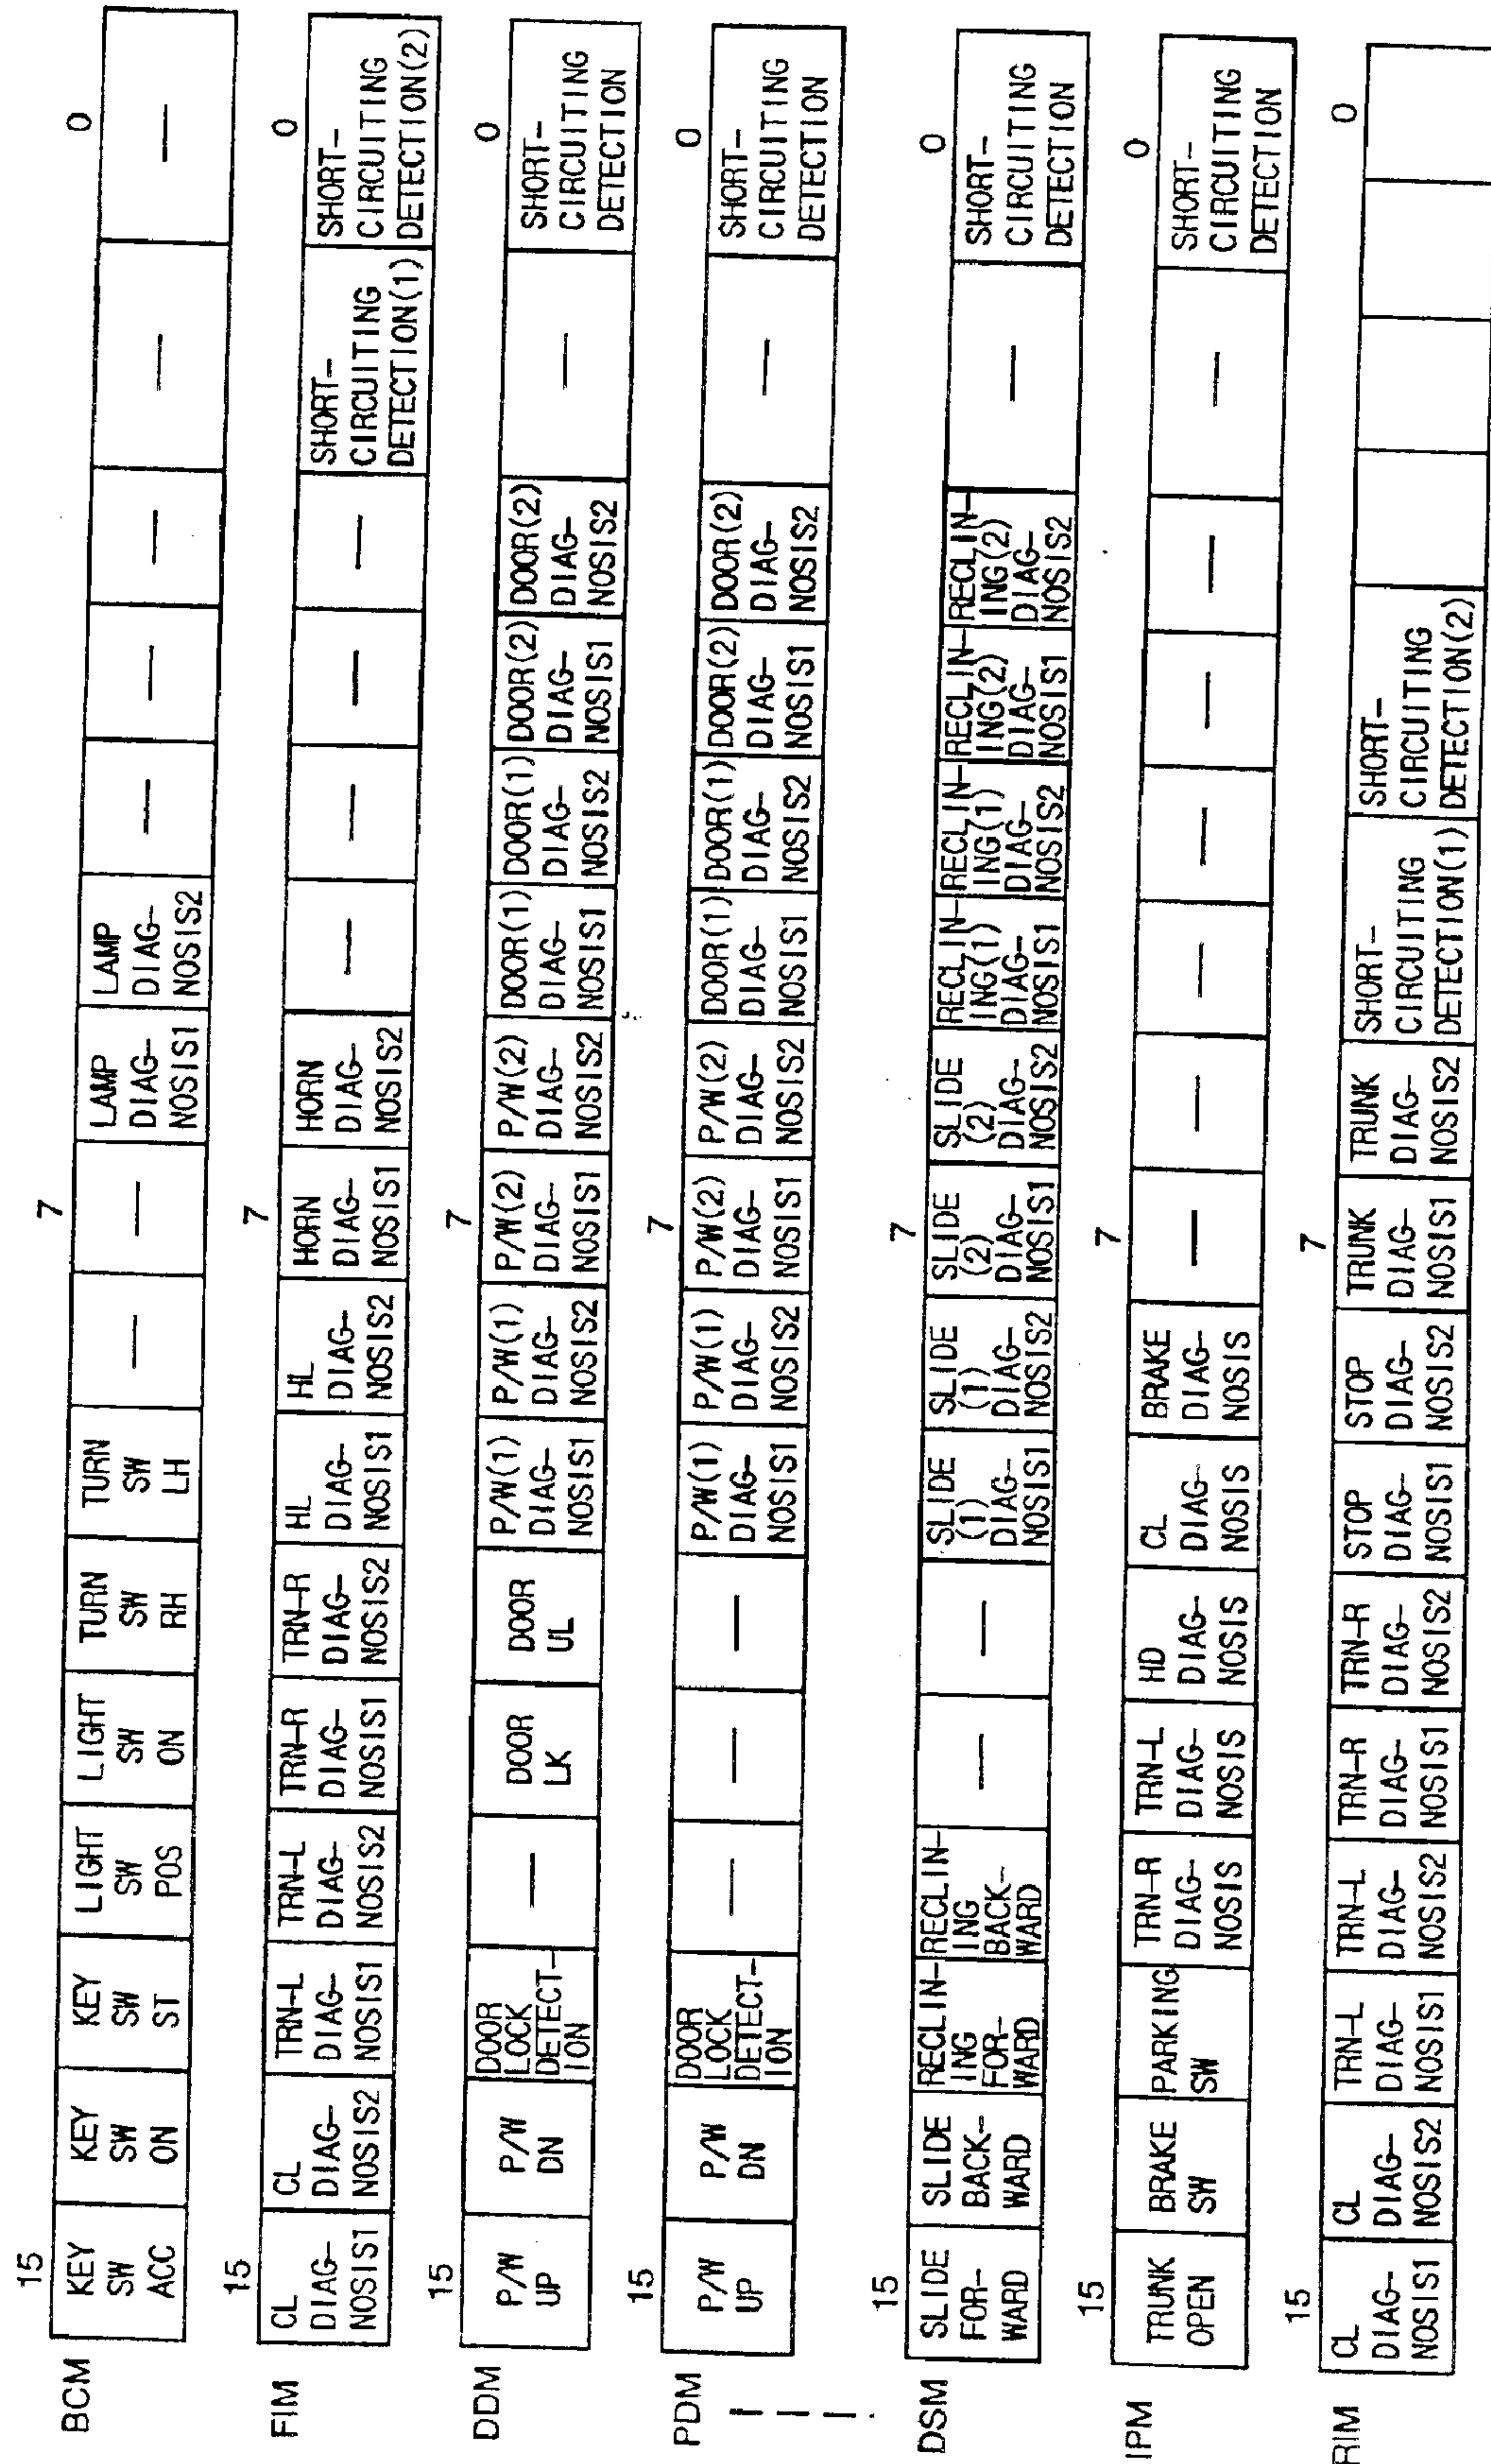 15 7 0
BCM
KEY KEY KEY LIGHT LIGHT TURN TURN LAMP LAMP
SW SW SW SW SW SW SW — — DIAG– DIAG– — — — — —
ACC ON ST POS ON RH LH NOSIS1 NOSIS2
15 7 0
FIM
CL CL TRN-L TRN-L TRN-R TRN-R HL HL HORN HORN SHORT– SHORT–
DIAG– DIAG– DIAG– DIAG– DIAG– DIAG– DIAG– DIAG– DIAG– DIAG– — — — — CIRCUITING CIRCUITING
NOSIS1 NOSIS2 NOSIS1 NOSIS2 NOSIS1 NOSIS2 NOSIS1 NOSIS2 NOSIS1 NOSIS2 DETECTION(1) DETECTION(2)
15 7 0
DDM
P/W P/W DOOR — DOOR DOOR P/W(1) P/W(1) P/W(2) P/W(2) DOOR(1) DOOR(1) DOOR(2) DOOR(2) — SHORT–
UP DN LOCK LK UL DIAG– DIAG– DIAG– DIAG– DIAG– DIAG– DIAG– DIAG– CIRCUITING
DETECT– NOSIS1 NOSIS2 NOSIS1 NOSIS2 NOSIS1 NOSIS2 NOSIS1 NOSIS2 DETECTION
ION
15 7 0
PDM
P/W P/W DOOR — — — P/W(1) P/W(1) P/W(2) P/W(2) DOOR(1) DOOR(1) DOOR(2) DOOR(2) — SHORT–
UP DN LOCK DIAG– DIAG– DIAG– DIAG– DIAG– DIAG– DIAG– DIAG– CIRCUITING
DETECT– NOSIS1 NOSIS2 NOSIS1 NOSIS2 NOSIS1 NOSIS2 NOSIS1 NOSIS2 DETECTION
ION
15 7 0
DSM
SLIDE SLIDE RECLIN– RECLIN– — — SLIDE SLIDE SLIDE SLIDE RECLIN– RECLIN– RECLIN– RECLIN– — SHORT–
FOR– BACK– ING ING (1) (1) (2) (2) ING(1) ING(1) ING(2) ING(2) CIRCUITING
WARD WARD FOR– BACK– DIAG– DIAG– DIAG– DIAG– DIAG– DIAG– DIAG– DIAG– DETECTION
WARD WARD NOSIS1 NOSIS2 NOSIS1 NOSIS2 NOSIS1 NOSIS2 NOSIS1 NOSIS2
15 7 0
IPM
TRUNK BRAKE PARKING TRN-R TRN-L HD CL BRAKE SHORT–
OPEN SW SW DIAG– DIAG– DIAG– DIAG– DIAG– — — — — — — — CIRCUITING
NOSIS NOSIS NOSIS NOSIS NOSIS DETECTION
15 7 0
RIM
CL CL TRN-L TRN-L TRN-R TRN-R STOP STOP TRUNK TRUNK SHORT– SHORT–
DIAG– DIAG– DIAG– DIAG– DIAG– DIAG– DIAG– DIAG– DIAG– DIAG– CIRCUITING CIRCUITING
NOSIS1 NOSIS2 NOSIS1 NOSIS2 NOSIS1 NOSIS2 NOSIS1 NOSIS2 NOSIS1 NOSIS2 DETECTION(1) DETECTION(2)